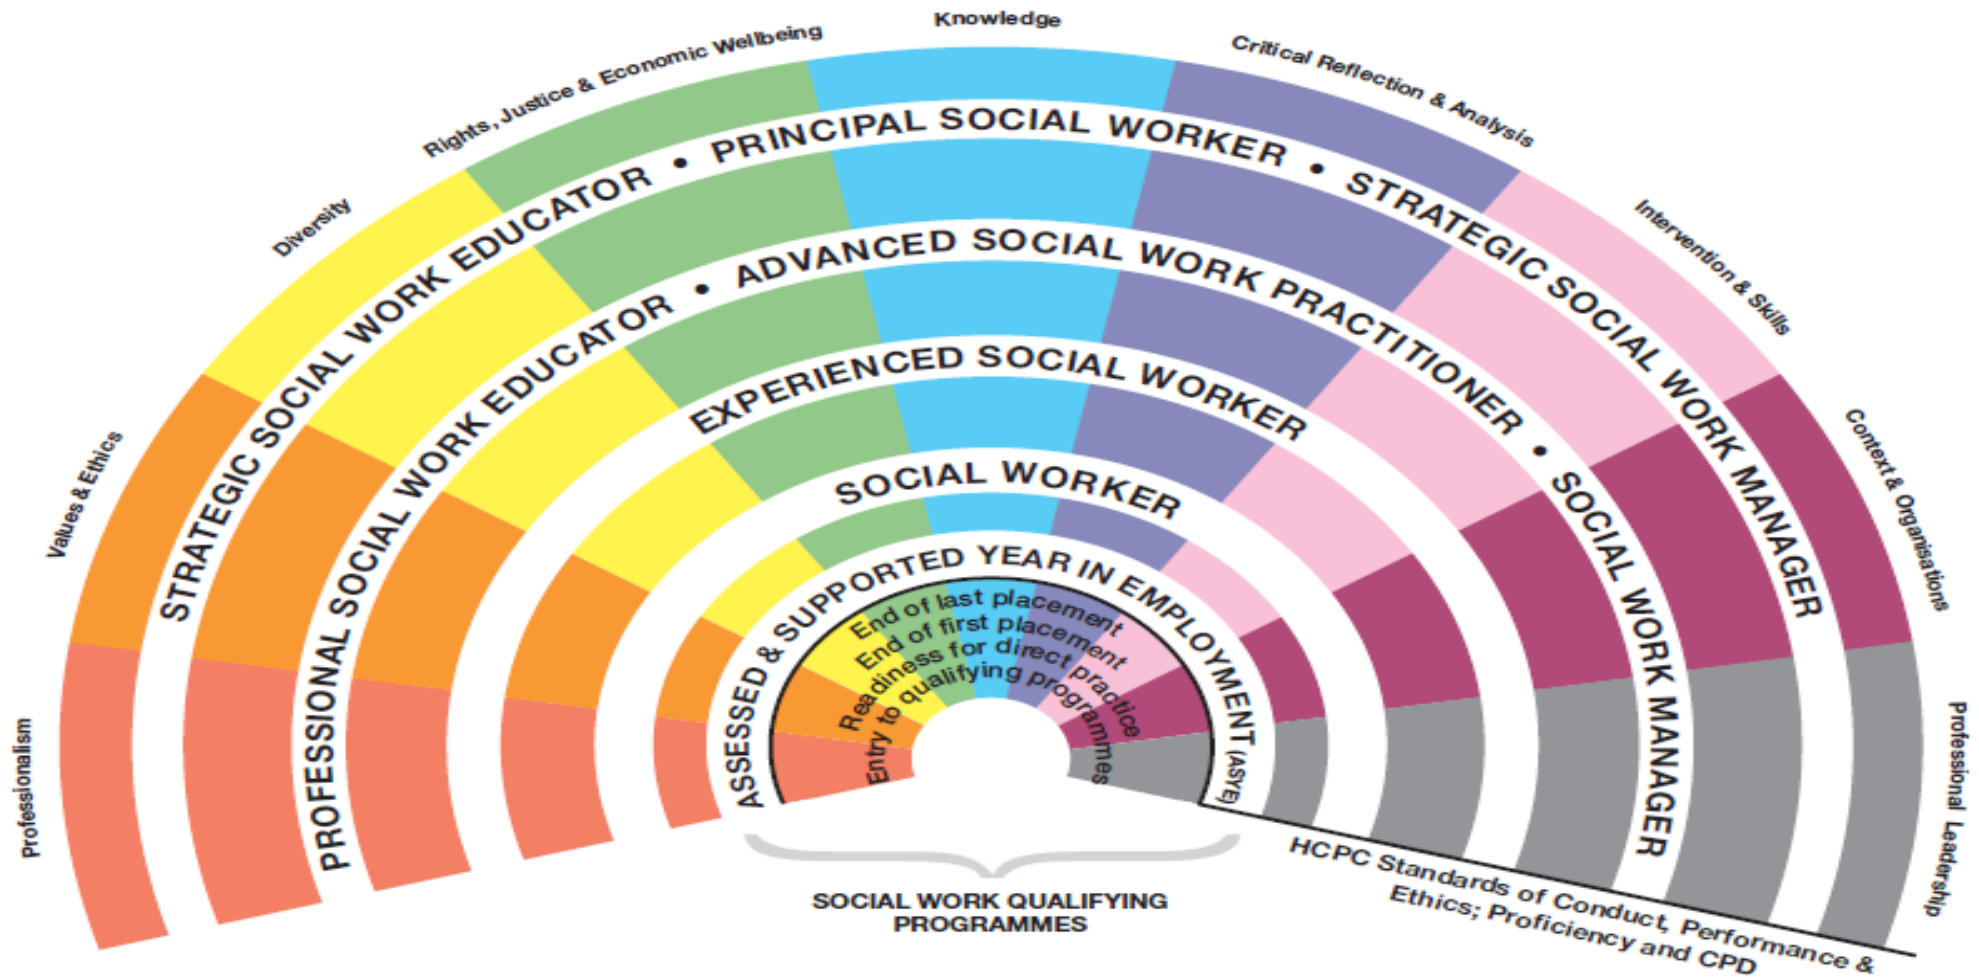 Professionalism
Values & Ethics
Diversity
Rights, Justice & Economic Wellbeing
Knowledge
Critical Reflection & Analysis
Intervention & Skills
Context & Organisations
Professional Leadership
STRATEGIC SOCIAL WORK EDUCATOR • PRINCIPAL SOCIAL WORKER • STRATEGIC SOCIAL WORK MANAGER
PROFESSIONAL SOCIAL WORK EDUCATOR • ADVANCED SOCIAL WORK PRACTITIONER • SOCIAL WORK MANAGER
EXPERIENCED SOCIAL WORKER
SOCIAL WORKER
ASSESSED & SUPPORTED YEAR IN EMPLOYMENT (ASYE)
End of last placement
End of first placement
Readiness for direct practice
Entry to qualifying programmes
SOCIAL WORK QUALIFYING
PROGRAMMES
HCPC Standards of Conduct, Performance &
Ethics; Proficiency and CPD